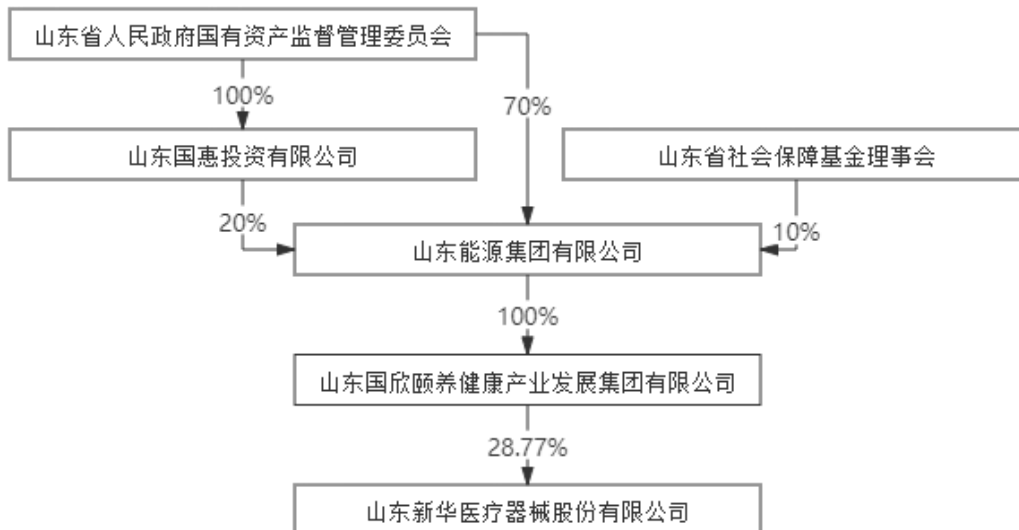 山东省人民政府国有资产监督管理委员会
100%
70%
山东国惠投资有限公司
山东省社会保障基金理事会
20%
10%
山东能源集团有限公司
100%
山东国欣颐养健康产业发展集团有限公司
28.77%
山东新华医疗器械股份有限公司